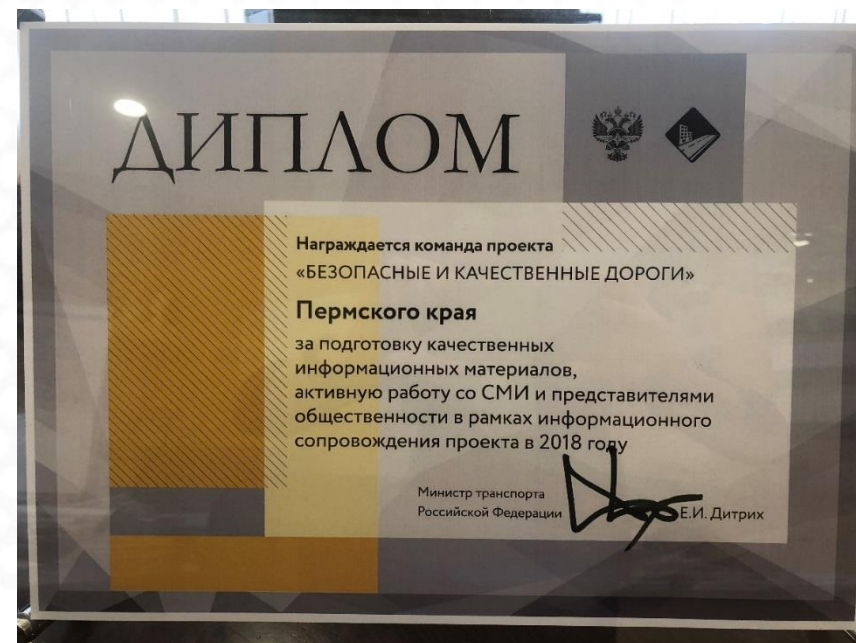 ДИПЛОМ
Награждается команда проекта
«БЕЗОПАСНЫЕ И КАЧЕСТВЕННЫЕ ДОРОГИ»
Пермского края
за подготовку качественных
информационных материалов,
активную работу со СМИ и представителями
общественности в рамках информационного
сопровождения проекта в 2018 году
Министр транспорта
Российской Федерации
Е.И. Дитрих